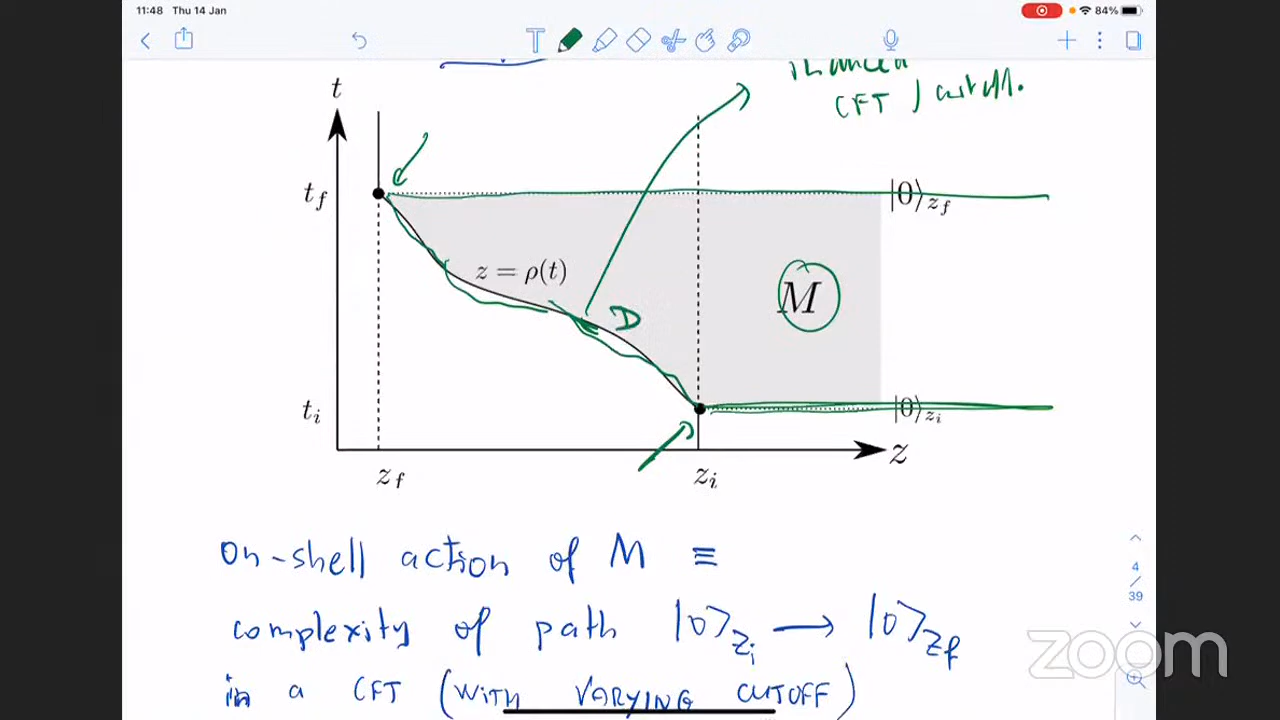 11:48 Thu 14 Jan
84%
T
CFT ) cutoff.
t
t_f
|0⟩_{z_f}
z = ρ(t)
D
M
t_i
|0⟩_{z_i}
z
z_f
z_i
on-shell action of M ≡
complexity of path |0⟩_{z_i} → |0⟩_{z_f}
in a CFT (WITH VARYING CUTOFF)
4
/
39
zoom